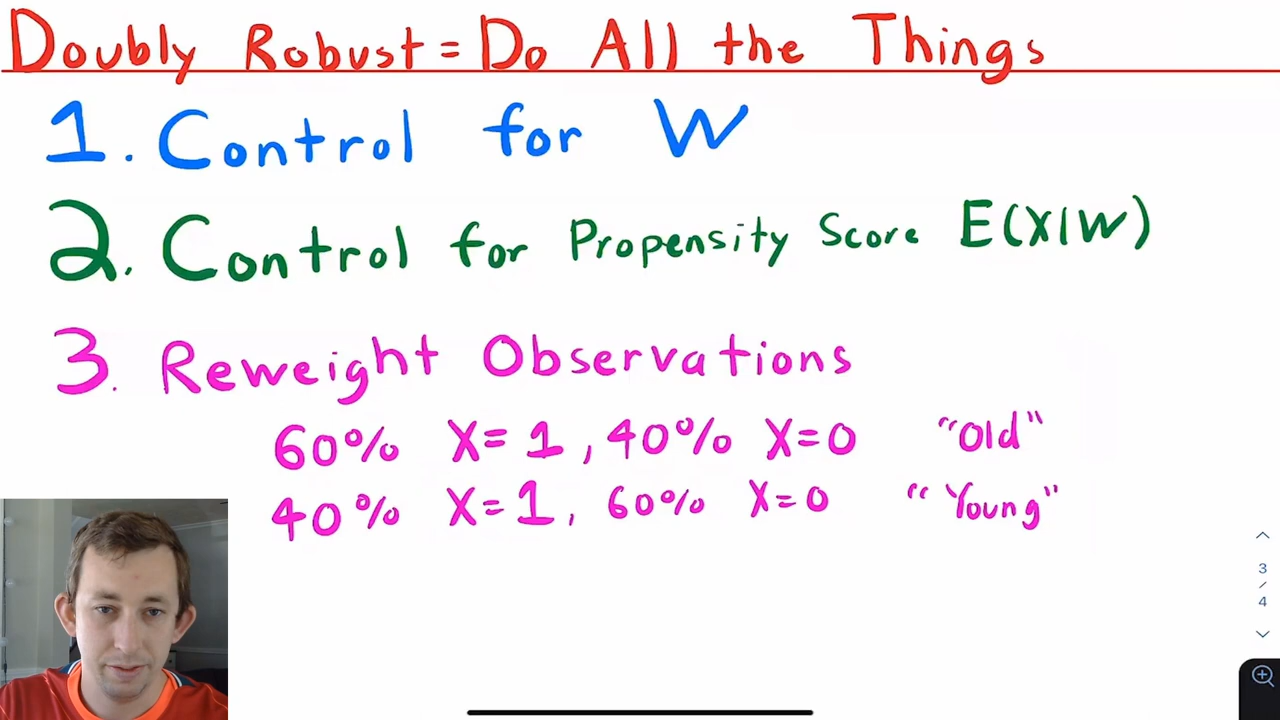 Doubly Robust = Do All the Things
1. Control for W
2. Control for Propensity Score E(X|W)
3. Reweight Observations
60% X=1, 40% X=0 "Old"
40% X=1, 60% X=0 "Young"
3
/
4